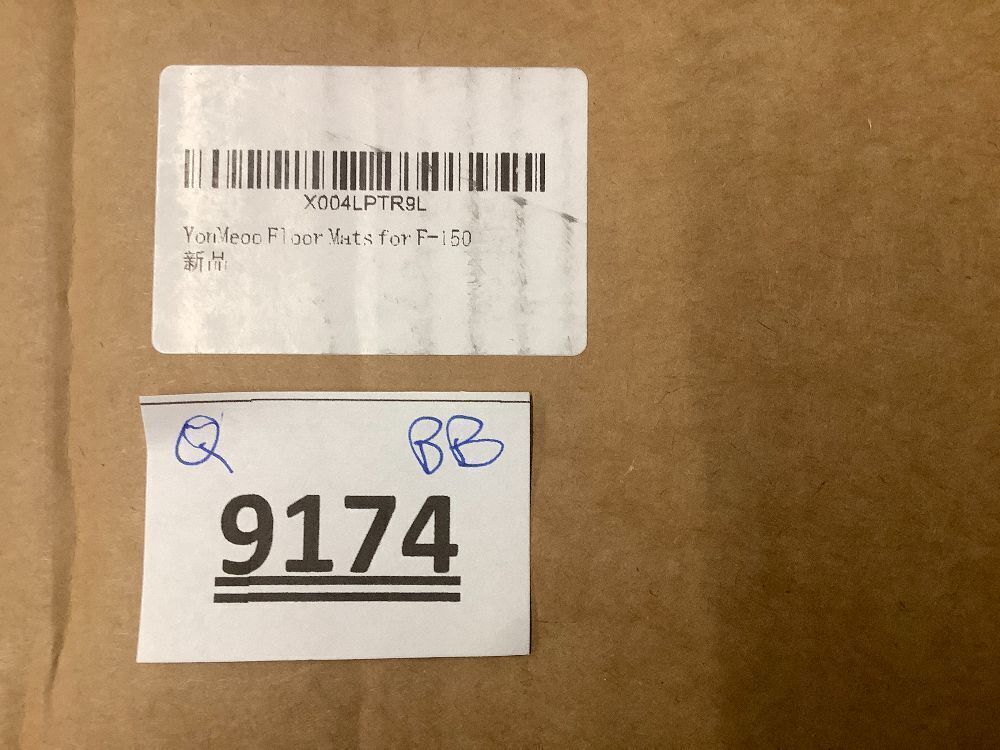 X004LPTR9L
YonMeoo Floor Mats for F-150
新品
Q BB
9174